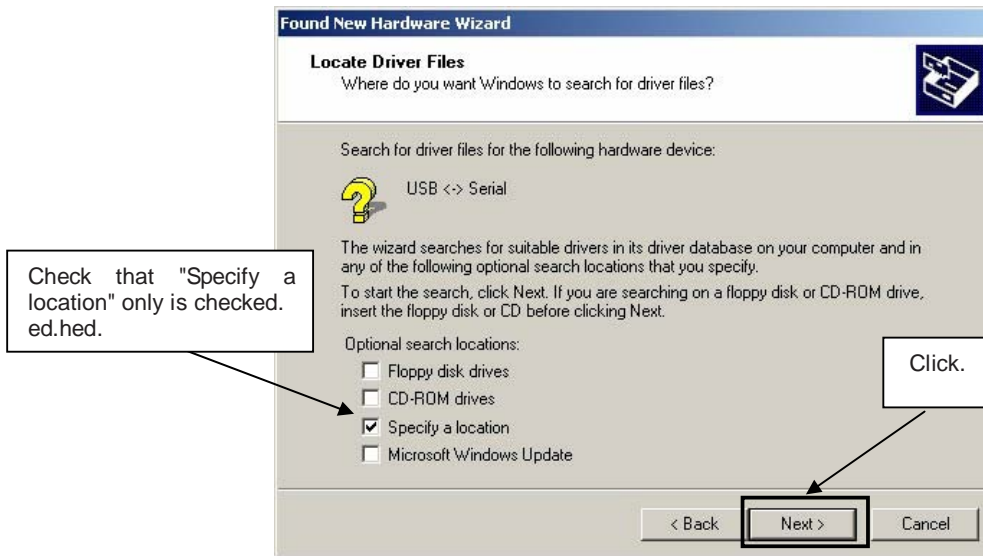 Found New Hardware Wizard
Locate Driver Files
Where do you want Windows to search for driver files?
Search for driver files for the following hardware device:
USB <-> Serial
The wizard searches for suitable drivers in its driver database on your computer and in
any of the following optional search locations that you specify.
To start the search, click Next. If you are searching on a floppy disk or CD-ROM drive,
insert the floppy disk or CD before clicking Next.
Check that "Specify a
location" only is checked.
ed.hed.
Optional search locations:
Floppy disk drives
CD-ROM drives
Specify a location
Microsoft Windows Update
Click.
< Back
Next >
Cancel